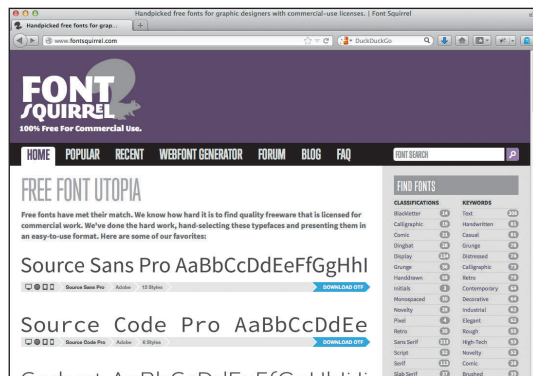 Handpicked free fonts for graphic designers with commercial-use licenses. | Font Squirrel
Handpicked free fonts for grap...
www.fontsquirrel.com
DuckDuckGo
FONT
SQUIRREL
100% Free For Commercial Use.
HOME POPULAR RECENT WEBFONT GENERATOR FORUM BLOG FAQ
FONT SEARCH
FREE FONT UTOPIA
Free fonts have met their match. We know how hard it is to find quality freeware that is licensed for
commercial work. We've done the hard work, hand-selecting these typefaces and presenting them in
an easy-to-use format. Here are some of our favorites:
Source Sans Pro AaBbCcDdEeFfGgHhI
Source Sans Pro Adobe 12 Styles DOWNLOAD OTF
Source Code Pro AaBbCcDdEe
Source Code Pro Adobe 6 Styles DOWNLOAD OTF
FIND FONTS
CLASSIFICATIONS KEYWORDS
Blackletter Text
Calligraphic Handwritten
Comic Casual
Dingbat Grunge
Display Distressed
Grunge Calligraphic
Handdrawn Retro
Initials Contemporary
Monospaced Decorative
Novelty Industrial
Pixel Elegant
Retro Rough
Sans Serif High-Tech
Script Novelty
Serif Comic
Slab Serif Brushed